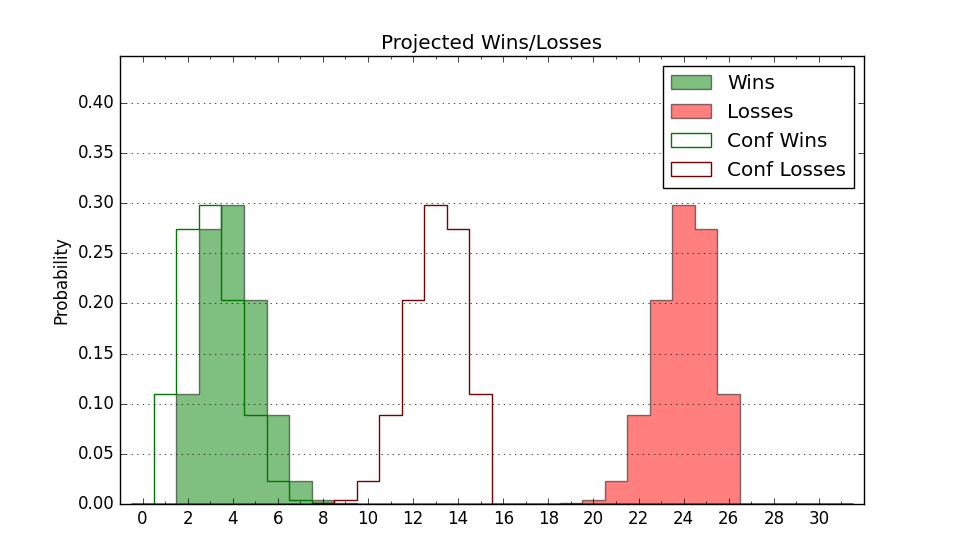 Projected Wins/Losses
Wins
Losses
Conf Wins
Conf Losses
Probability
0.40
0.35
0.30
0.25
0.20
0.15
0.10
0.05
0.00
0 2 4 6 8 10 12 14 16 18 20 22 24 26 28 30